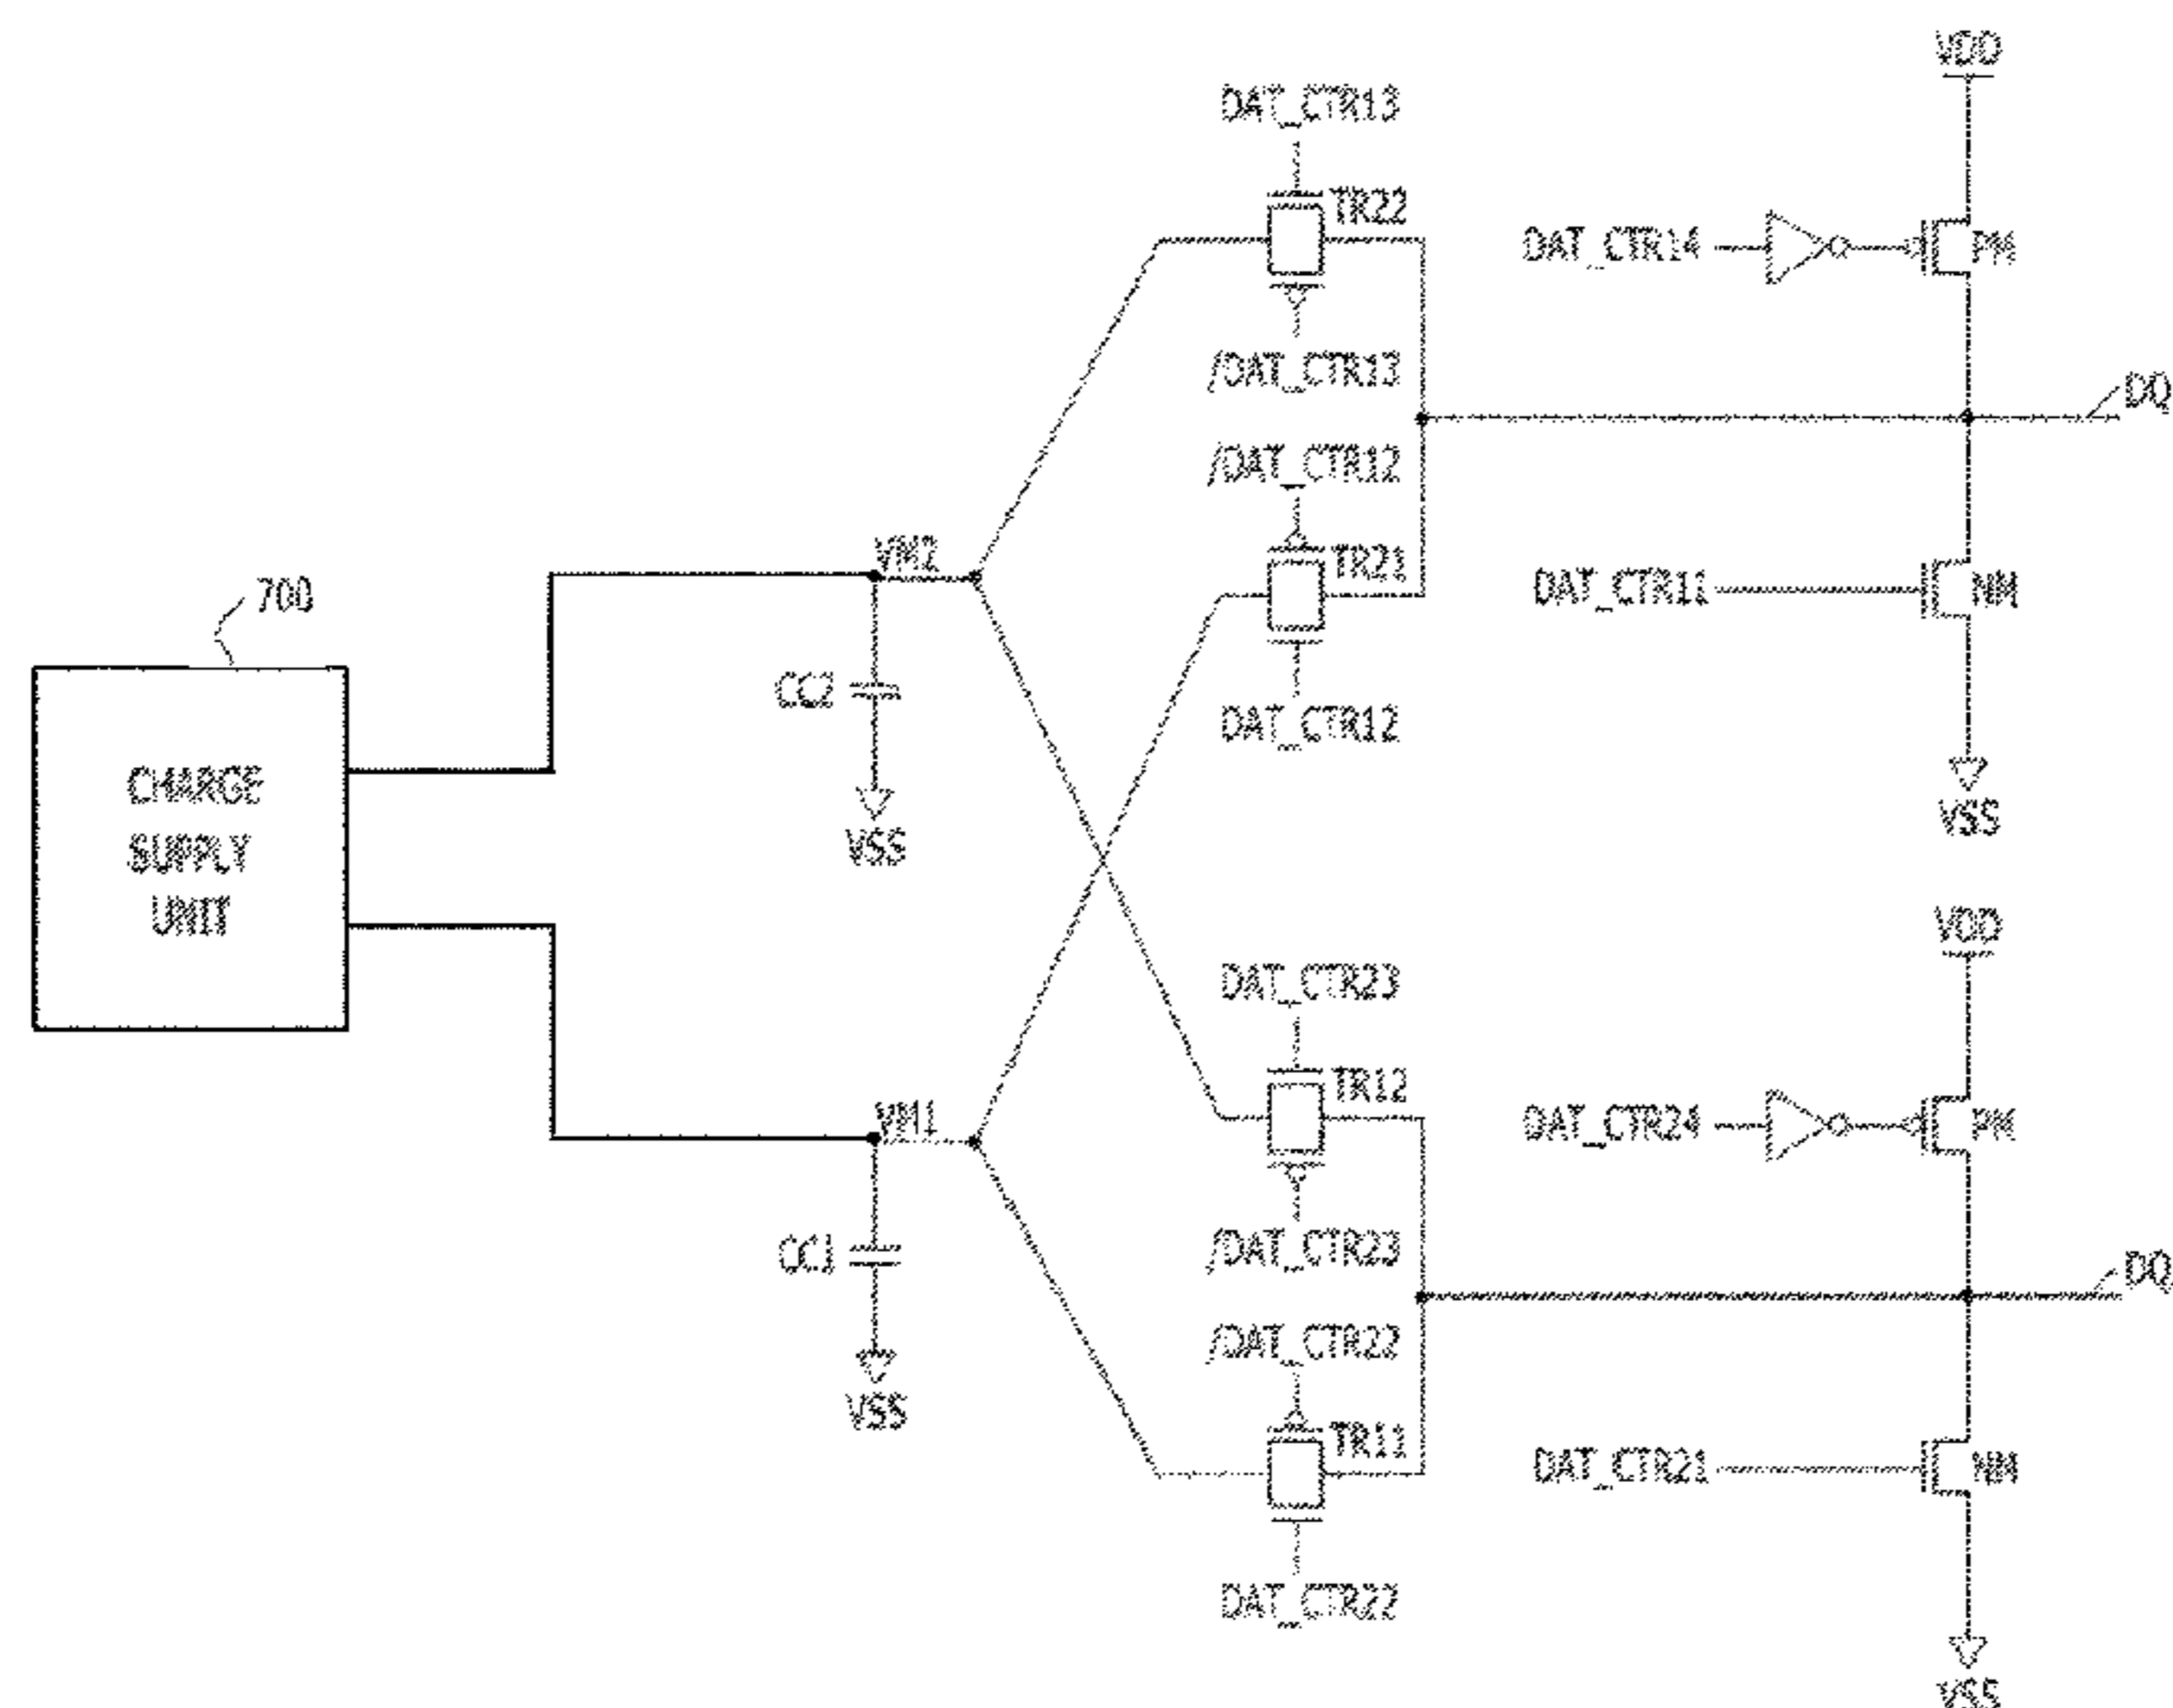 VDD
DAT_CTR13
TR22
DAT_CTR14
PM
/DAT_CTR13
DQ
/DAT_CTR12
VM2
TR21
DAT_CTR11
NM
700
CC2
DAT_CTR12
CHARGE
SUPPLY
UNIT
VSS
VSS
VDD
DAT_CTR23
TR12
VM1
DAT_CTR24
PM
CC1
/DAT_CTR23
DQ
/DAT_CTR22
VSS
TR11
DAT_CTR21
NM
DAT_CTR22
VSS